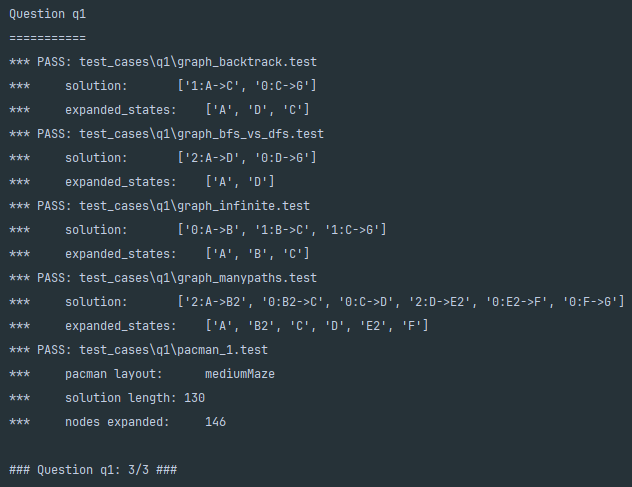 Question q1
===========
*** PASS: test_cases\q1\graph_backtrack.test
***     solution:       ['1:A->C', '0:C->G']
***     expanded_states:    ['A', 'D', 'C']
*** PASS: test_cases\q1\graph_bfs_vs_dfs.test
***     solution:       ['2:A->D', '0:D->G']
***     expanded_states:    ['A', 'D']
*** PASS: test_cases\q1\graph_infinite.test
***     solution:       ['0:A->B', '1:B->C', '1:C->G']
***     expanded_states:    ['A', 'B', 'C']
*** PASS: test_cases\q1\graph_manypaths.test
***     solution:       ['2:A->B2', '0:B2->C', '0:C->D', '2:D->E2', '0:E2->F', '0:F->G']
***     expanded_states:    ['A', 'B2', 'C', 'D', 'E2', 'F']
*** PASS: test_cases\q1\pacman_1.test
***     pacman layout:      mediumMaze
***     solution length: 130
***     nodes expanded:     146
### Question q1: 3/3 ###